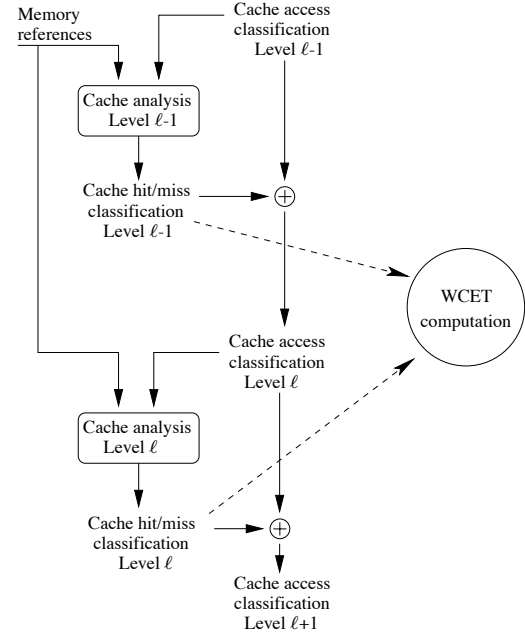 Memory
references
Cache access
classification
Level ℓ-1
Cache analysis
Level ℓ-1
Cache hit/miss
classification
Level ℓ-1
WCET
computation
Cache access
classification
Level ℓ
Cache analysis
Level ℓ
Cache hit/miss
classification
Level ℓ
Cache access
classification
Level ℓ+1